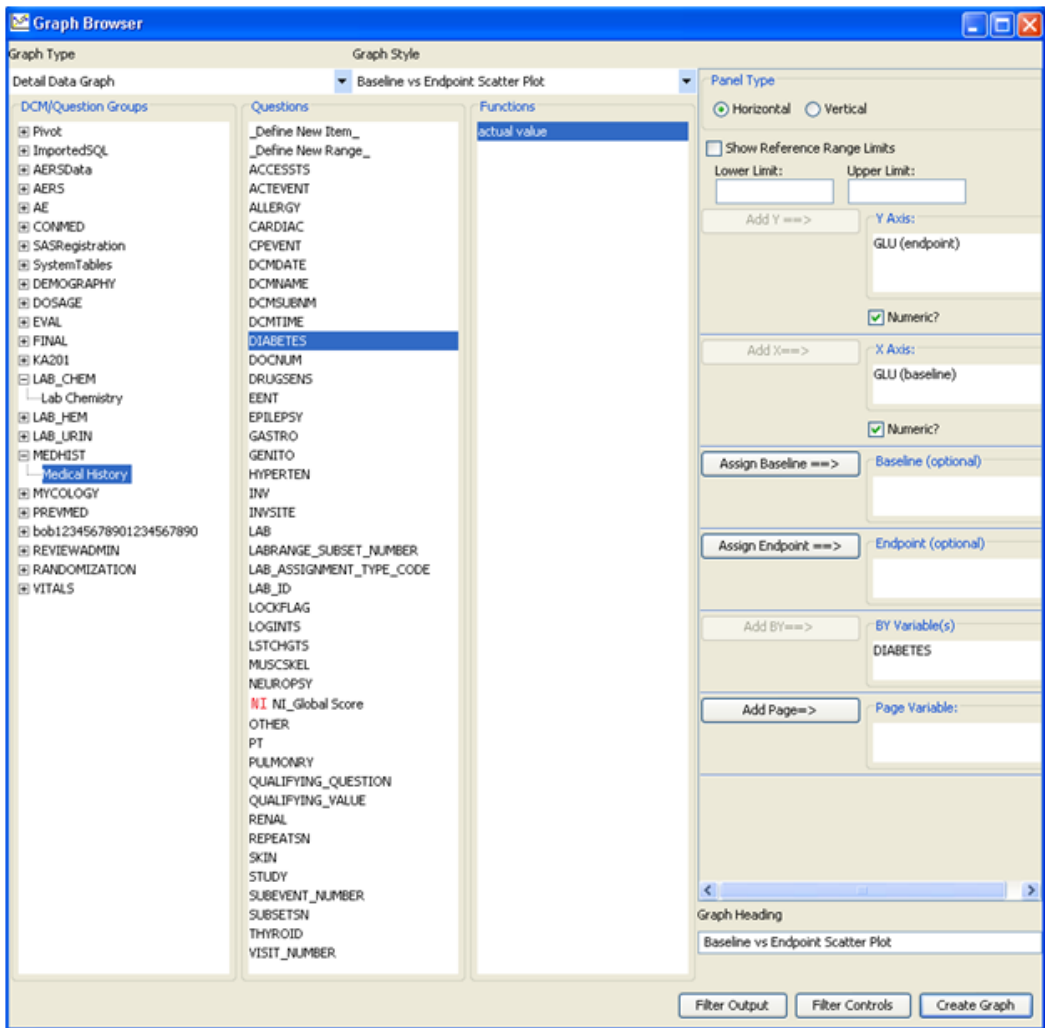 Graph Browser
Graph Type
Graph Style
Detail Data Graph
Baseline vs Endpoint Scatter Plot
DCM/Question Groups
Pivot
ImportedSQL
AERSData
AERS
AE
CONMED
SASRegistration
SystemTables
DEMOGRAPHY
DOSAGE
EVAL
FINAL
KA201
LAB_CHEM
Lab Chemistry
LAB_HEM
LAB_URIN
MEDHIST
Medical History
MYCOLOGY
PREVMED
bob12345678901234567890
REVIEWADMIN
RANDOMIZATION
VITALS
Questions
_Define New Item_
_Define New Range_
ACCESSTS
ACTEVENT
ALLERGY
CARDIAC
CPEVENT
DCMDATE
DCMNAME
DCMSUBNM
DCMTIME
DIABETES
DOCNUM
DRUGSENS
EENT
EPILEPSY
GASTRO
GENITO
HYPERTEN
INV
INVSITE
LAB
LABRANGE_SUBSET_NUMBER
LAB_ASSIGNMENT_TYPE_CODE
LAB_ID
LOCKFLAG
LOGINTS
LSTCHGTS
MUSCSKEL
NEUROPSY
NI NI_Global Score
OTHER
PT
PULMONRY
QUALIFYING_QUESTION
QUALIFYING_VALUE
RENAL
REPEATSN
SKIN
STUDY
SUBEVENT_NUMBER
SUBSETSN
THYROID
VISIT_NUMBER
Functions
actual value
Panel Type
Horizontal Vertical
Show Reference Range Limits
Lower Limit: Upper Limit:
Add Y ==>
Y Axis:
GLU (endpoint)
Numeric?
Add X==>
X Axis:
GLU (baseline)
Numeric?
Assign Baseline ==>
Baseline (optional)
Assign Endpoint ==>
Endpoint (optional)
Add BY==>
BY Variable(s)
DIABETES
Add Page=>
Page Variable:
Graph Heading
Baseline vs Endpoint Scatter Plot
Filter Output Filter Controls Create Graph